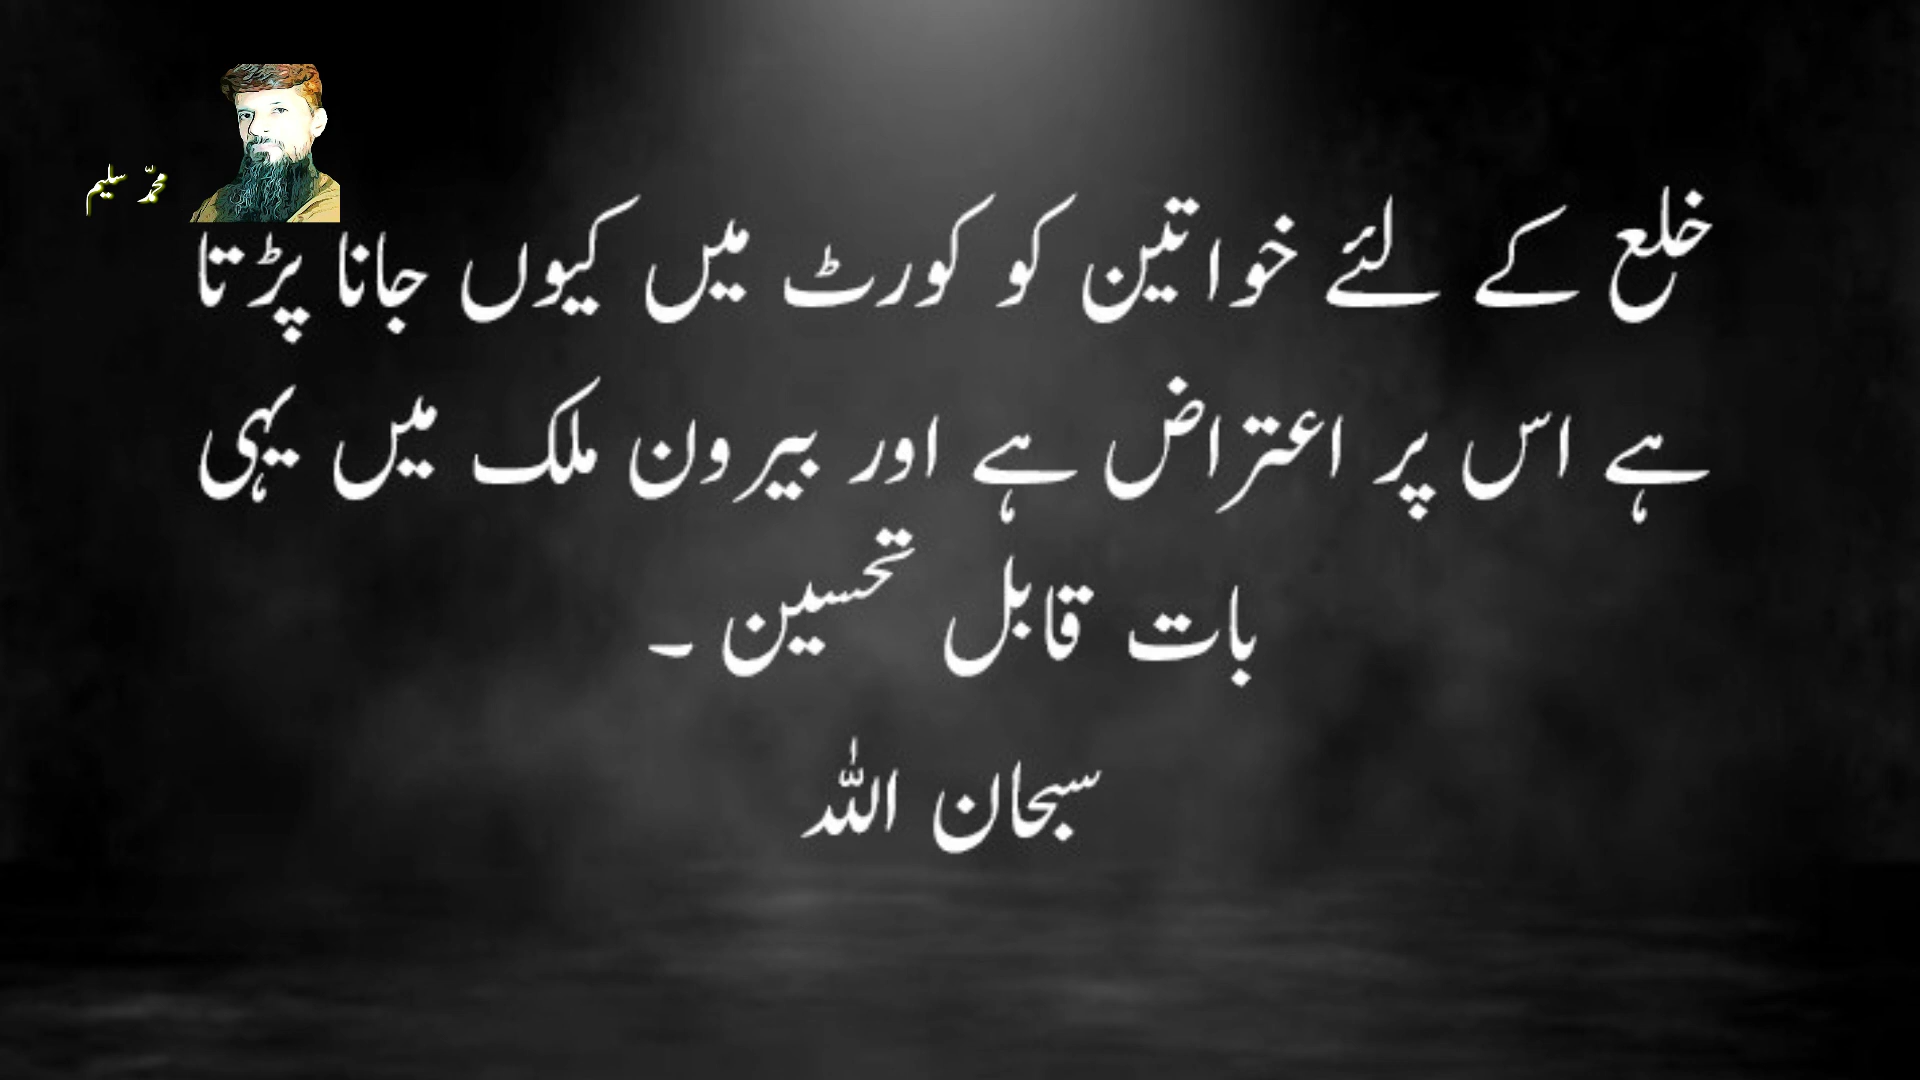 محمّد سلیم
خلع کے لئے خواتین کو کورٹ میں کیوں جانا پڑتا
ہے اس پر اعتراض ہے اور بیرون ملک میں یہی
بات قابل تحسین ۔
سبحان اللہ